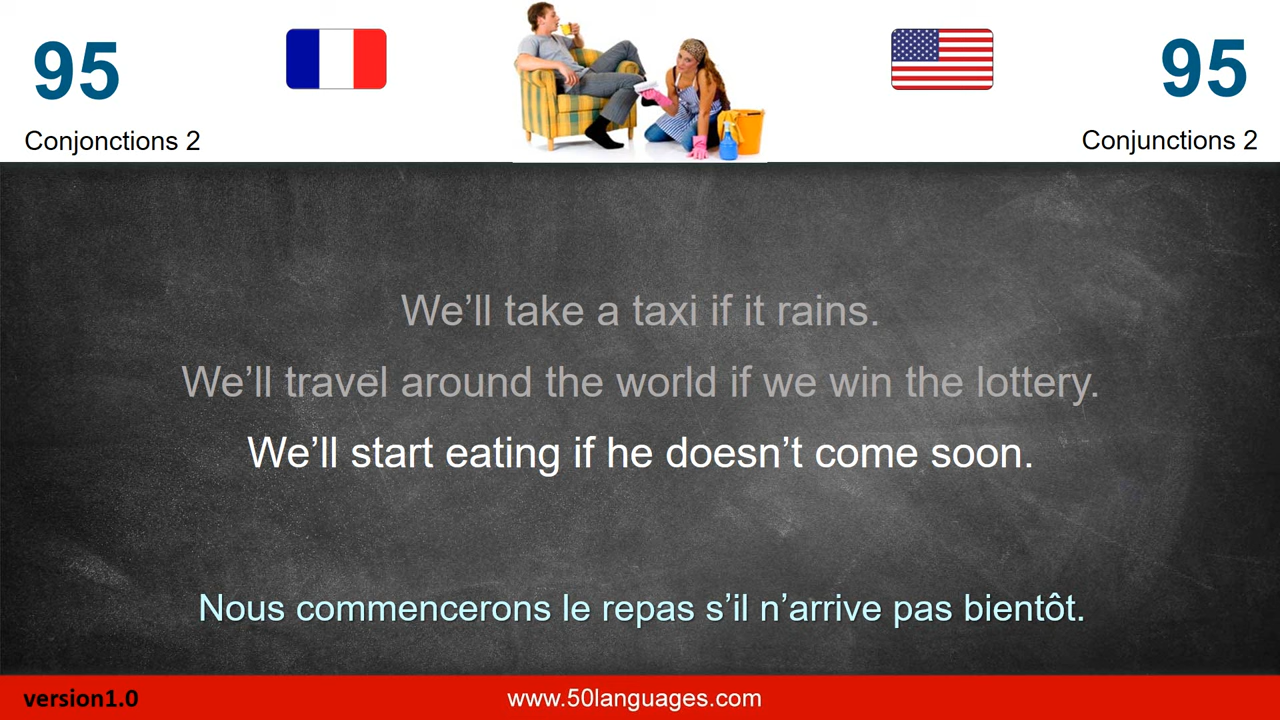 95
95
Conjonctions 2
Conjunctions 2
We’ll take a taxi if it rains.
We’ll travel around the world if we win the lottery.
We’ll start eating if he doesn’t come soon.
Nous commencerons le repas s’il n’arrive pas bientôt.
version1.0
www.50languages.com